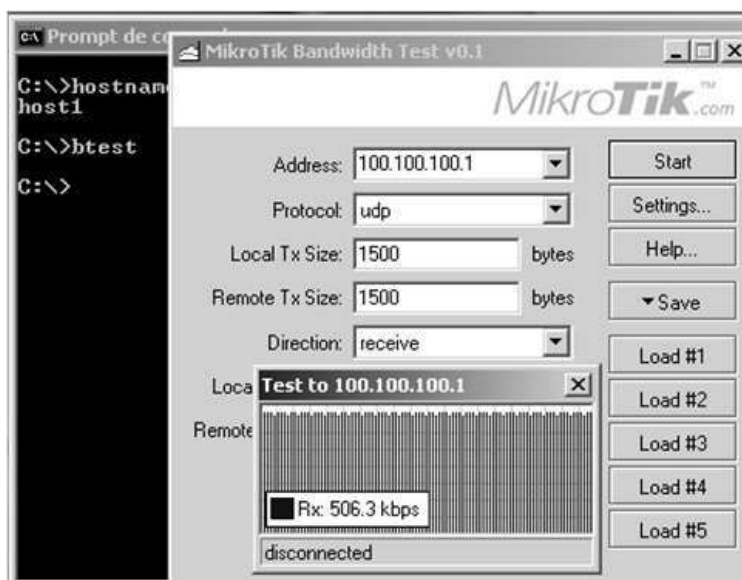 Prompt de co
C:\>hostnam
host1
C:\>btest
C:\>
MikroTik Bandwidth Test v0.1
MikroTik.com™
Address: 100.100.100.1
Start
Protocol: udp
Settings...
Local Tx Size: 1500 bytes
Help...
Remote Tx Size: 1500 bytes
Save
Direction: receive
Load #1
Loca
Load #2
Remote
Load #3
Load #4
Load #5
Test to 100.100.100.1
Rx: 506.3 kbps
disconnected